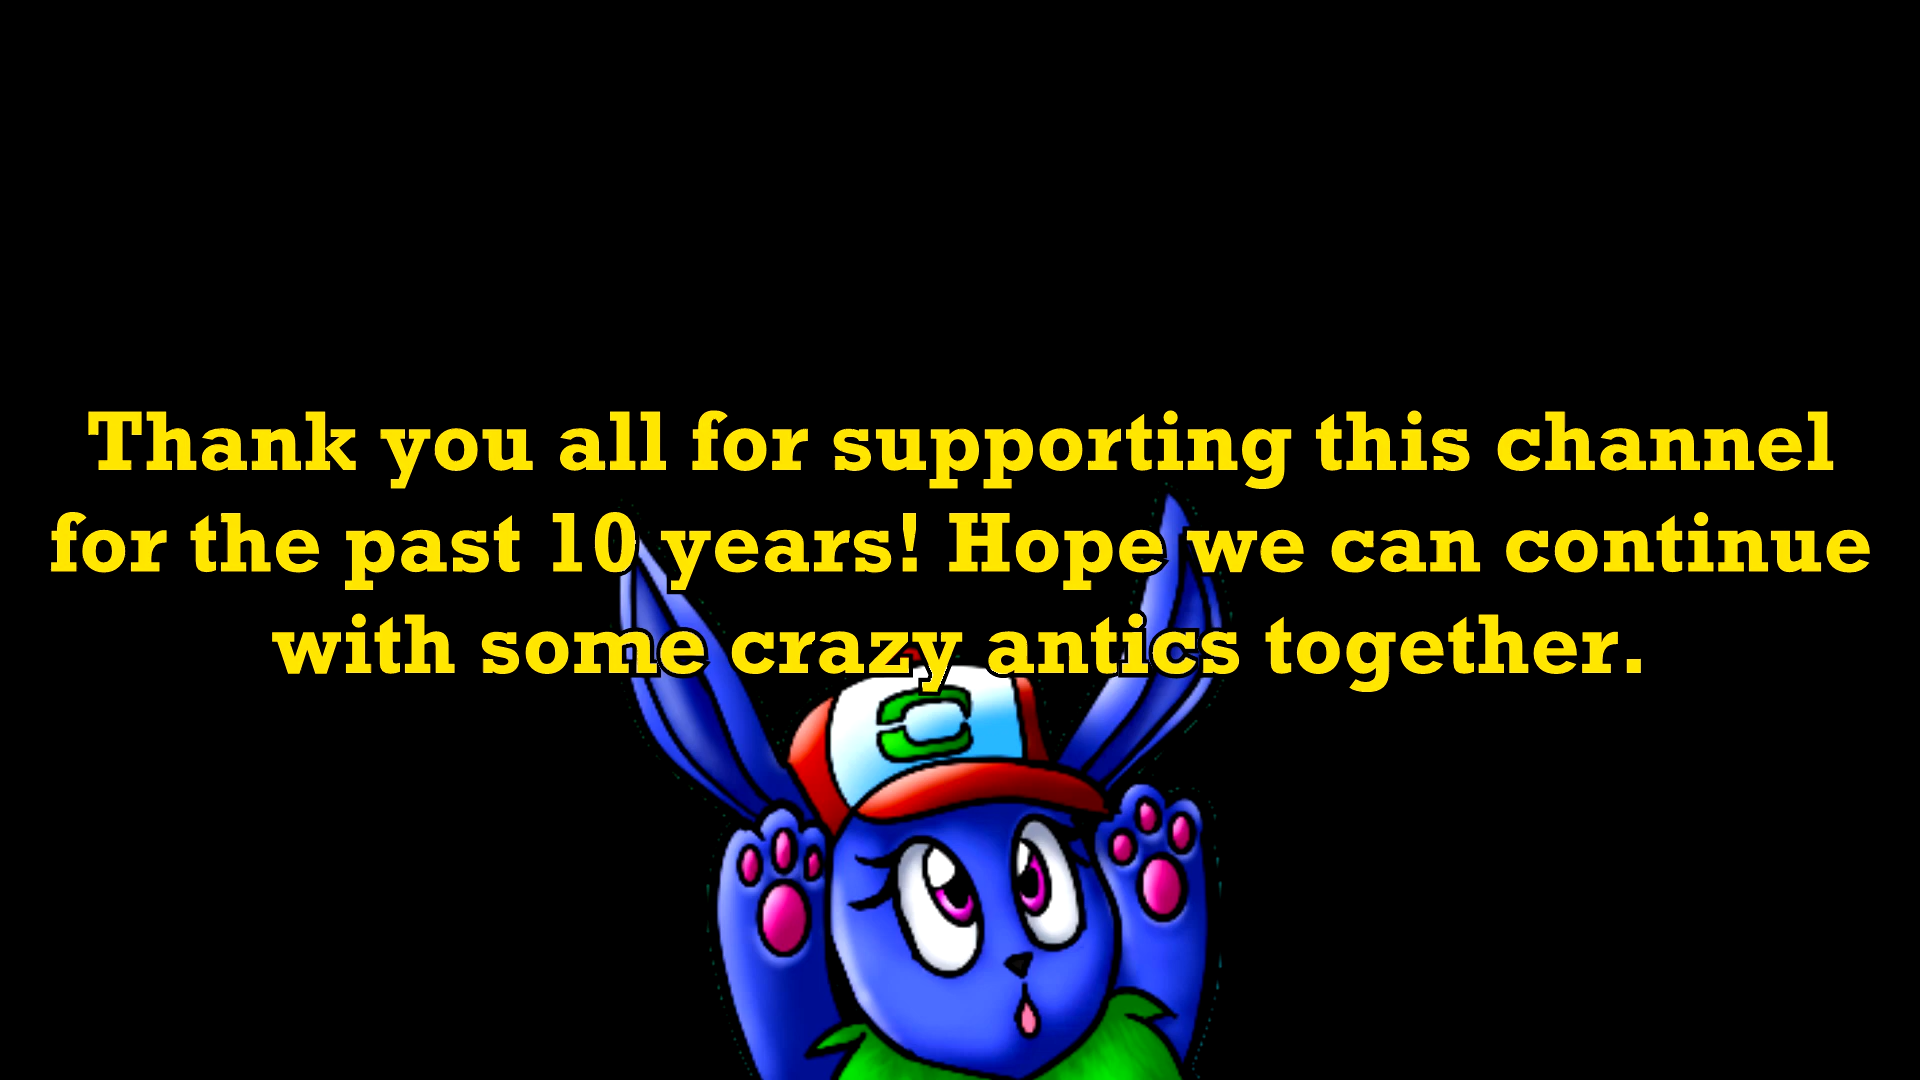 Thank you all for supporting this channel
for the past 10 years! Hope we can continue
with some crazy antics together.